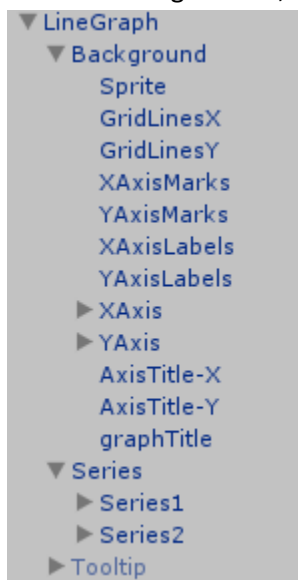 LineGraph
Background
Sprite
GridLinesX
GridLinesY
XAxisMarks
YAxisMarks
XAxisLabels
YAxisLabels
XAxis
YAxis
AxisTitle-X
AxisTitle-Y
graphTitle
Series
Series1
Series2
Tooltip